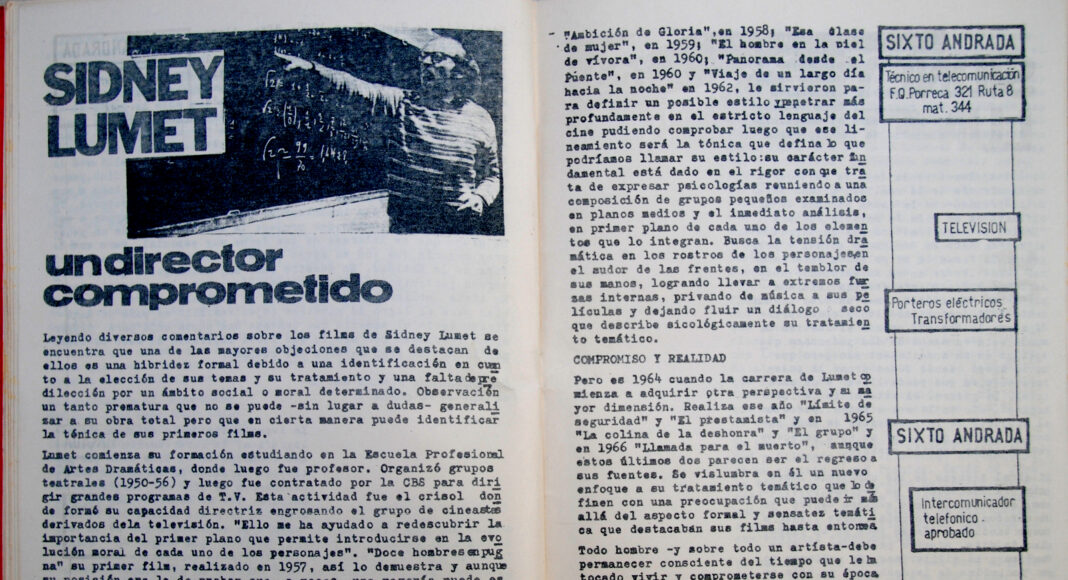 SIDNEY
LUMET
un director
comprometido
Leyendo diversos comentarios sobre los films de Sidney Lumet se
encuentra que una de las mayores objeciones que se destacan de
ellos es una hibridez formal debido a una identificación en cuan
to a la elección de sus temas y su tratamiento y una falta de pre
dilección por un ámbito social o moral determinado. Observación
un tanto prematura que no se puede -sin lugar a dudas- generali
zar a su obra total pero que en cierta manera puede identificar
la tónica de sus primeros films.
Lumet comienza su formación estudiando en la Escuela Profesional
de Artes Dramáticas, donde luego fue profesor. Organizó grupos
teatrales (1950-56) y luego fue contratado por la CBS para diri
gir grandes programas de T.V. Esta actividad fue el crisol don
de formó su capacidad directriz engrosando el grupo de cineastas
derivados de la televisión. "Ello me ha ayudado a redescubrir la
importancia del primer plano que permite introducirse en la evo
lución moral de cada uno de los personajes". "Doce hombres en pug
na" su primer film, realizado en 1957, así lo demuestra y aunque
"Ambición de Gloria", en 1958; "Esa clase
de mujer", en 1959; "El hombre en la piel
de vívora", en 1960; "Panorama desde el
Púente", en 1960 y "Viaje de un largo día
hacia la noche" en 1962, le sirvieron pa-
ra definir un posible estilo y penetrar más
profundamente en el estricto lenguaje del
cine pudiendo comprobar luego que ese li-
neamiento será la tónica que defina lo que
podríamos llamar su estilo: su carácter fun
damental está dado en el rigor con que tra
ta de expresar psicologías reuniendo a una
composición de grupos pequeños examinados
en planos medios y el inmediato análisis,
en primer plano de cada uno de los elemen
tos que lo integran. Busca la tensión dra
mática en los rostros de los personajes, en
el sudor de las frentes, en el temblor de
sus manos, logrando llevar a extremos fuer
zas internas, privando de música a sus pe
lículas y dejando fluir un diálogo seco
que describe sicológicamente su tratamien
to temático.
COMPROMISO Y REALIDAD
Pero es 1964 cuando la carrera de Lumet co
mienza a adquirir otra perspectiva y su ma
yor dimensión. Realiza ese año "Límite de
seguridad" y "El prestamista" y en 1965
"La colina de la deshonra" y "El grupo" y
en 1966 "Llamada para el muerto", aunque
estos últimos dos parecen ser el regreso a
sus fuentes. Se vislumbra en él un nuevo
enfoque a su tratamiento temático que lo de
finen con una preocupación que puede ir más
allá del aspecto formal y sensatez temáti
ca que destacaban sus films hasta entonces
Todo hombre -y sobre todo un artista-debe
permanecer consciente del tiempo que le ha
tocado vivir y comprometerse con su época
SIXTO ANDRADA
Técnico en telecomunicación
F.Q.Porreca 321 Ruta 8
mat. 344
TELEVISION
Porteros eléctricos
Transformadores
SIXTO ANDRADA
Intercomunicador
telefonico
aprobado